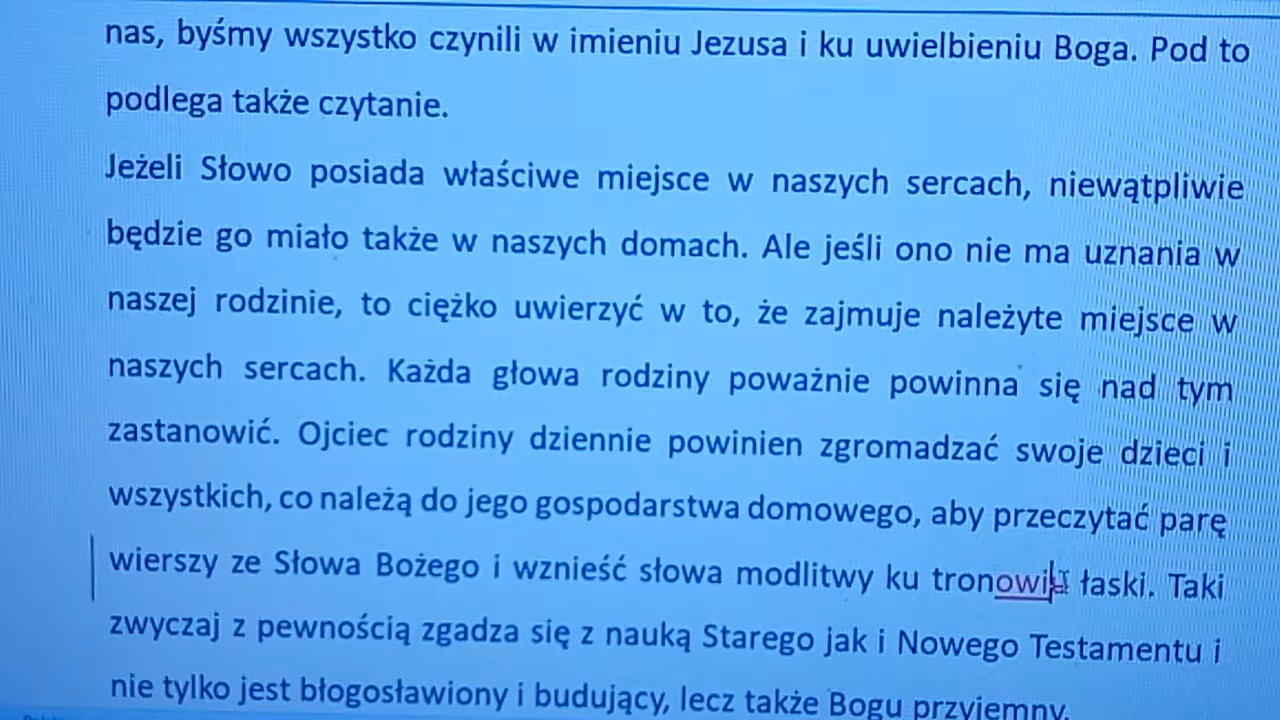 nas, byśmy wszystko czynili w imieniu Jezusa i ku uwielbieniu Boga. Pod to
podlega także czytanie.
Jeżeli Słowo posiada właściwe miejsce w naszych sercach, niewątpliwie
będzie go miało także w naszych domach. Ale jeśli ono nie ma uznania w
naszej rodzinie, to ciężko uwierzyć w to, że zajmuje należyte miejsce w
naszych sercach. Każda głowa rodziny poważnie powinna się nad tym
zastanowić. Ojciec rodziny dziennie powinien zgromadzać swoje dzieci i
wszystkich, co należą do jego gospodarstwa domowego, aby przeczytać parę
wierszy ze Słowa Bożego i wznieść słowa modlitwy ku łaski. Taki
zwyczaj z pewnością zgadza się z nauką Starego jak i Nowego Testamentu i
nie tylko jest błogosławiony i budujący, lecz także Bogu przyjemny.